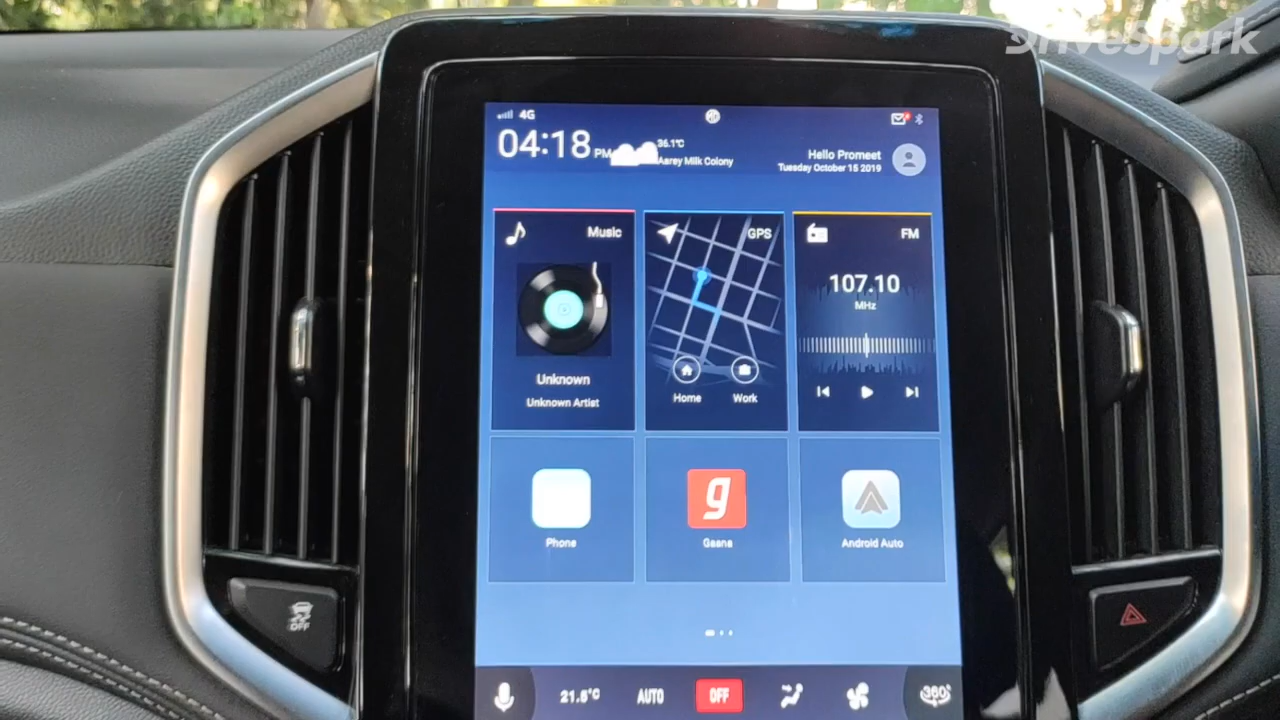 DriveSpark
4G
04:18 PM
36.1°C
Aarey Milk Colony
Hello Promeet
Tuesday October 15 2019
Music
GPS
FM
107.10
MHz
Unknown
Unknown Artist
Home
Work
Phone
g
Gaana
Android Auto
OFF
21.5°C
AUTO
OFF
360°